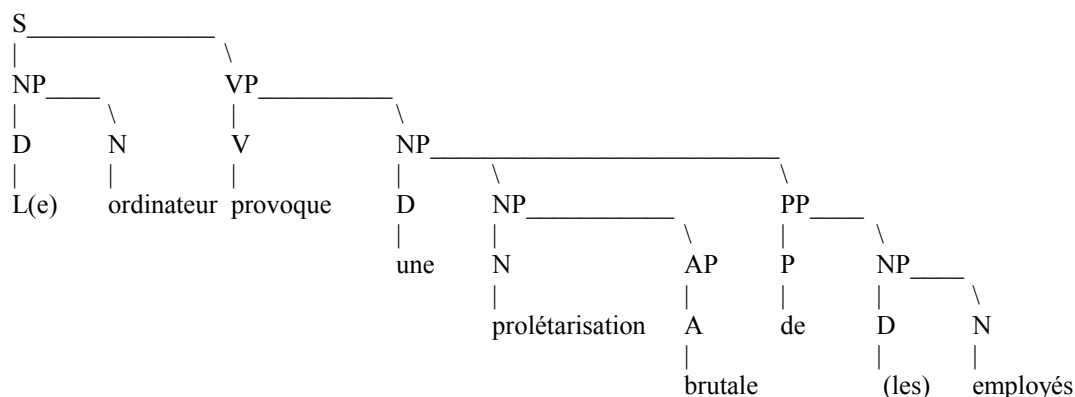 S
NP VP
D N V NP
L(e) ordinateur provoque D NP PP
une N AP P NP
prolétarisation A de D N
brutale (les) employés